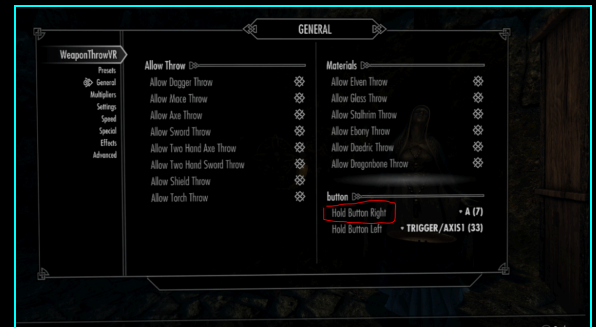 GENERAL
WeaponThrowVR
Presets
General
Multipliers
Settings
Speed
Special
Effects
Advanced
Allow Throw
Allow Dagger Throw
Allow Mace Throw
Allow Axe Throw
Allow Sword Throw
Allow Two Hand Axe Throw
Allow Two Hand Sword Throw
Allow Shield Throw
Allow Torch Throw
Materials
Allow Elven Throw
Allow Glass Throw
Allow Stalhrim Throw
Allow Ebony Throw
Allow Daedric Throw
Allow Dragonbone Throw
button
Hold Button Right • A (7)
Hold Button Left • TRIGGER/AXIS1 (33)